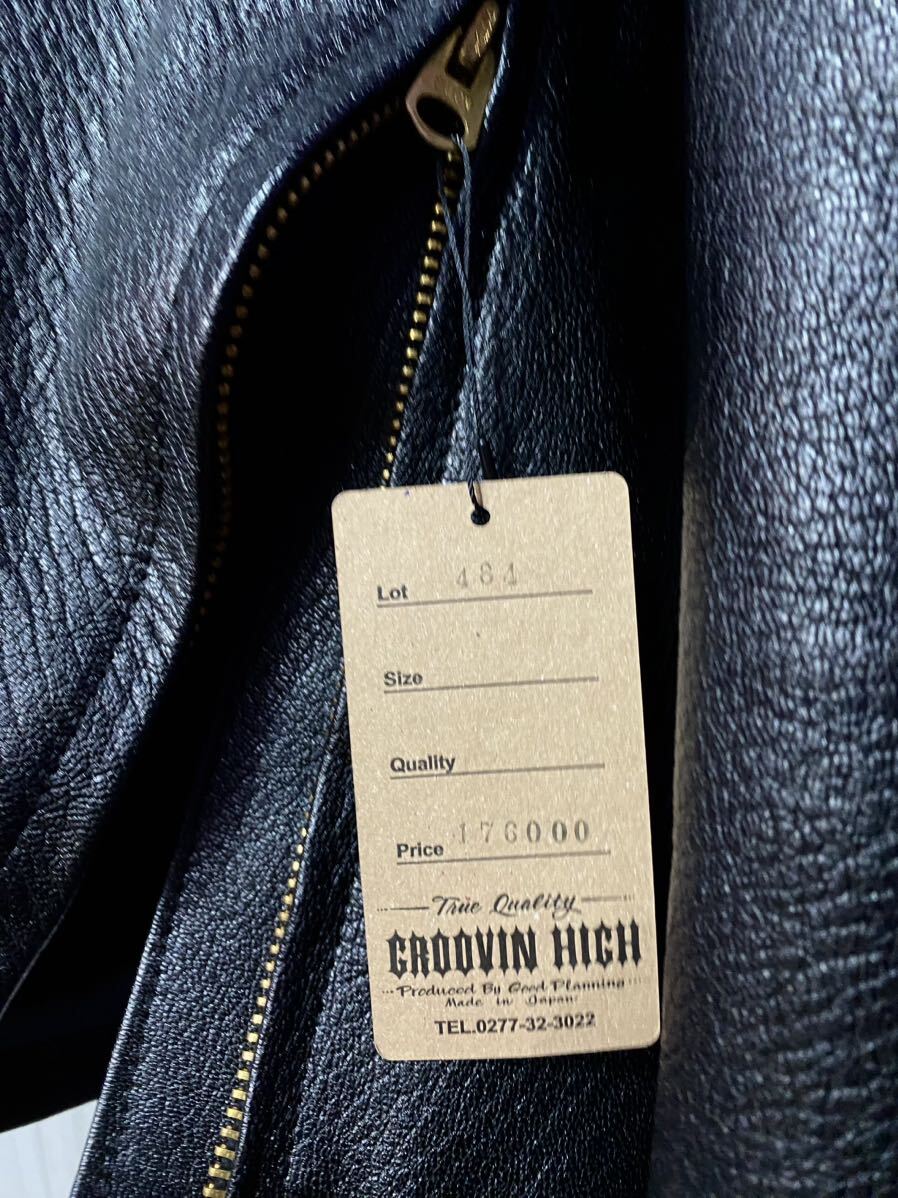 Lot 484
Size
Quality
Price 176000
True Quality
GROOVIN HIGH
Produced By Good Planning
Made in Japan
TEL.0277-32-3022